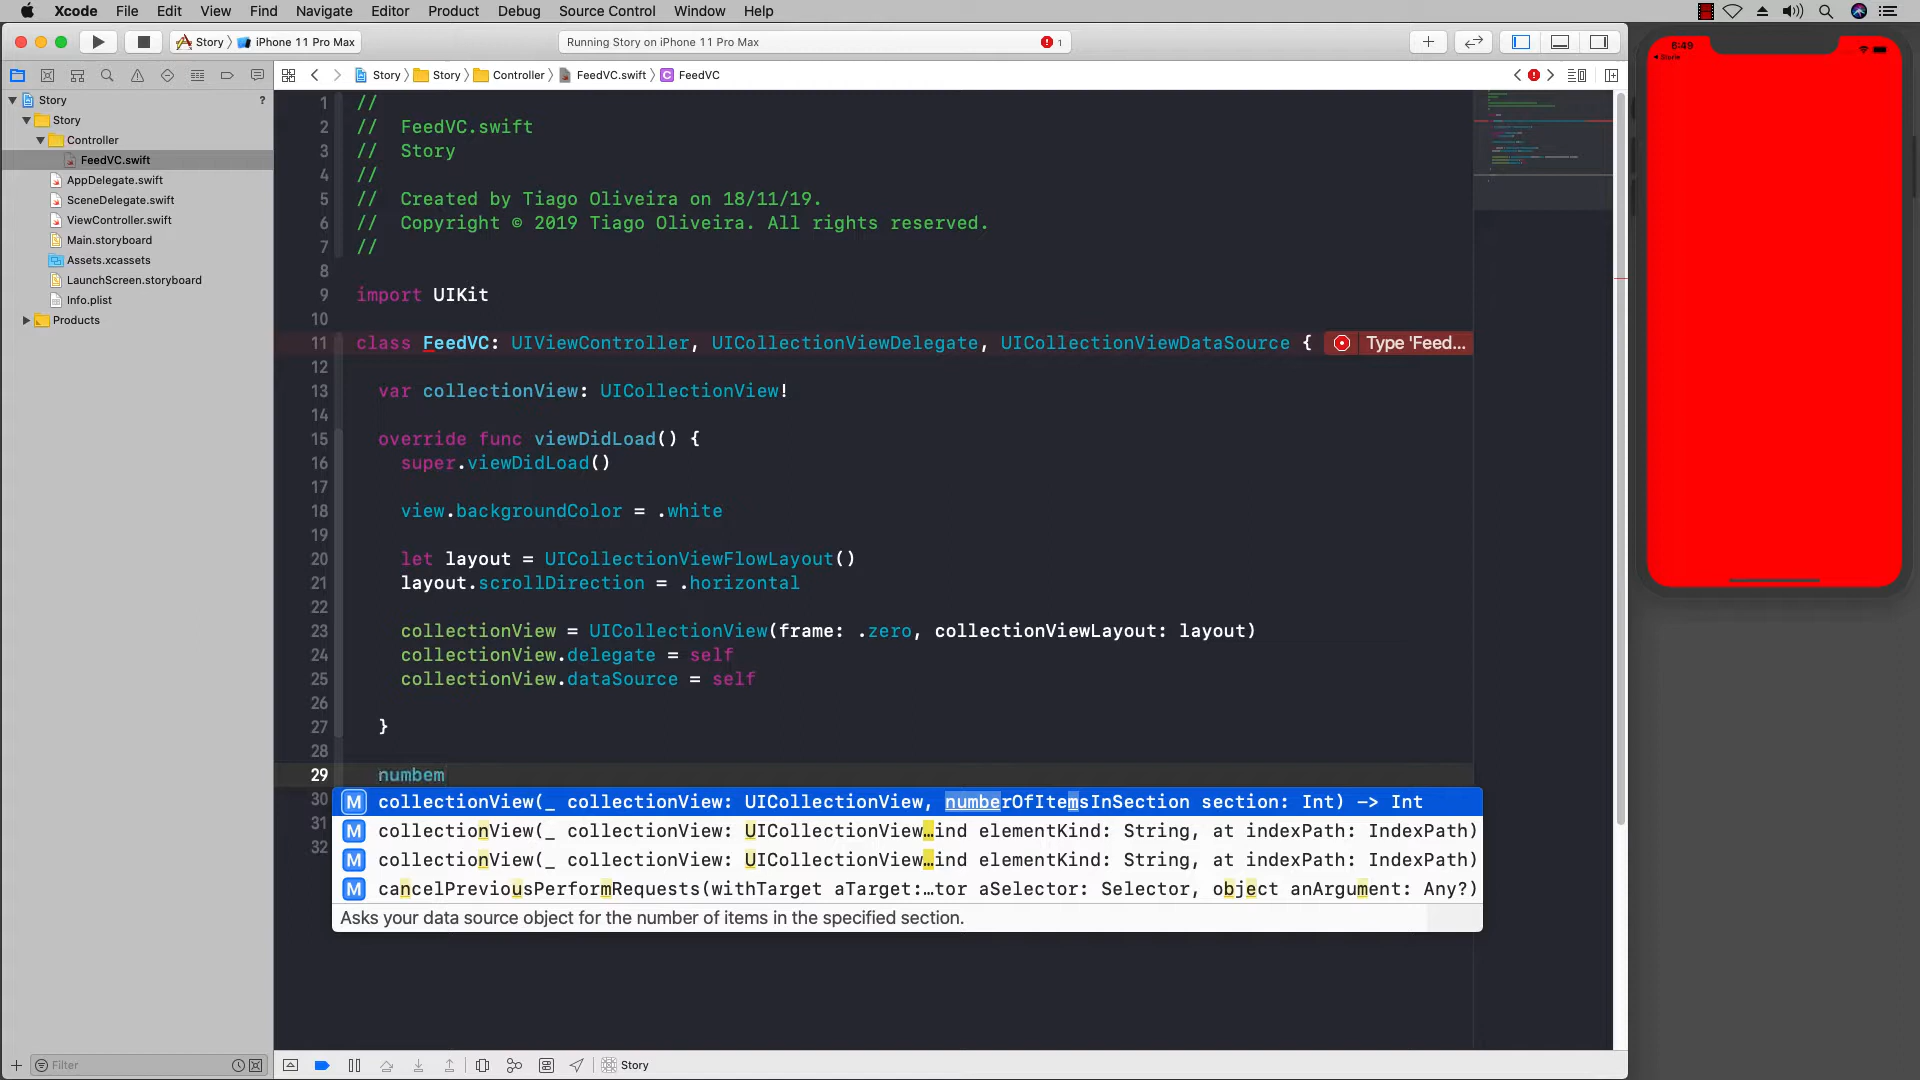 Xcode File Edit View Find Navigate Editor Product Debug Source Control Window Help
Story iPhone 11 Pro Max
Running Story on iPhone 11 Pro Max
1
6:49
Story Story Controller FeedVC.swift FeedVC
Story ?
Story
Controller
FeedVC.swift
AppDelegate.swift
SceneDelegate.swift
ViewController.swift
Main.storyboard
Assets.xcassets
LaunchScreen.storyboard
Info.plist
Products
1 //
2 // FeedVC.swift
3 // Story
4 //
5 // Created by Tiago Oliveira on 18/11/19.
6 // Copyright © 2019 Tiago Oliveira. All rights reserved.
7 //
8
9 import UIKit
10
11 class FeedVC: UIViewController, UICollectionViewDelegate, UICollectionViewDataSource { Type 'Feed...
12
13 var collectionView: UICollectionView!
14
15 override func viewDidLoad() {
16 super.viewDidLoad()
17
18 view.backgroundColor = .white
19
20 let layout = UICollectionViewFlowLayout()
21 layout.scrollDirection = .horizontal
22
23 collectionView = UICollectionView(frame: .zero, collectionViewLayout: layout)
24 collectionView.delegate = self
25 collectionView.dataSource = self
26
27 }
28
29 numbem
30
31
32
M collectionView(_ collectionView: UICollectionView, numberOfItemsInSection section: Int) -> Int
M collectionView(_ collectionView: UICollectionView…ind elementKind: String, at indexPath: IndexPath)
M collectionView(_ collectionView: UICollectionView…ind elementKind: String, at indexPath: IndexPath)
M cancelPreviousPerformRequests(withTarget aTarget:…tor aSelector: Selector, object anArgument: Any?)
Asks your data source object for the number of items in the specified section.
Filter
Story